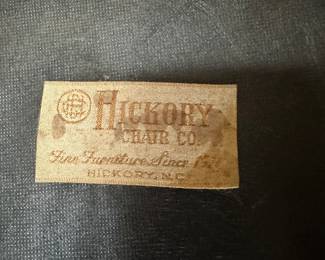 HICKORY
CHAIR CO.
Fine Furniture Since
HICKORY, N.C.